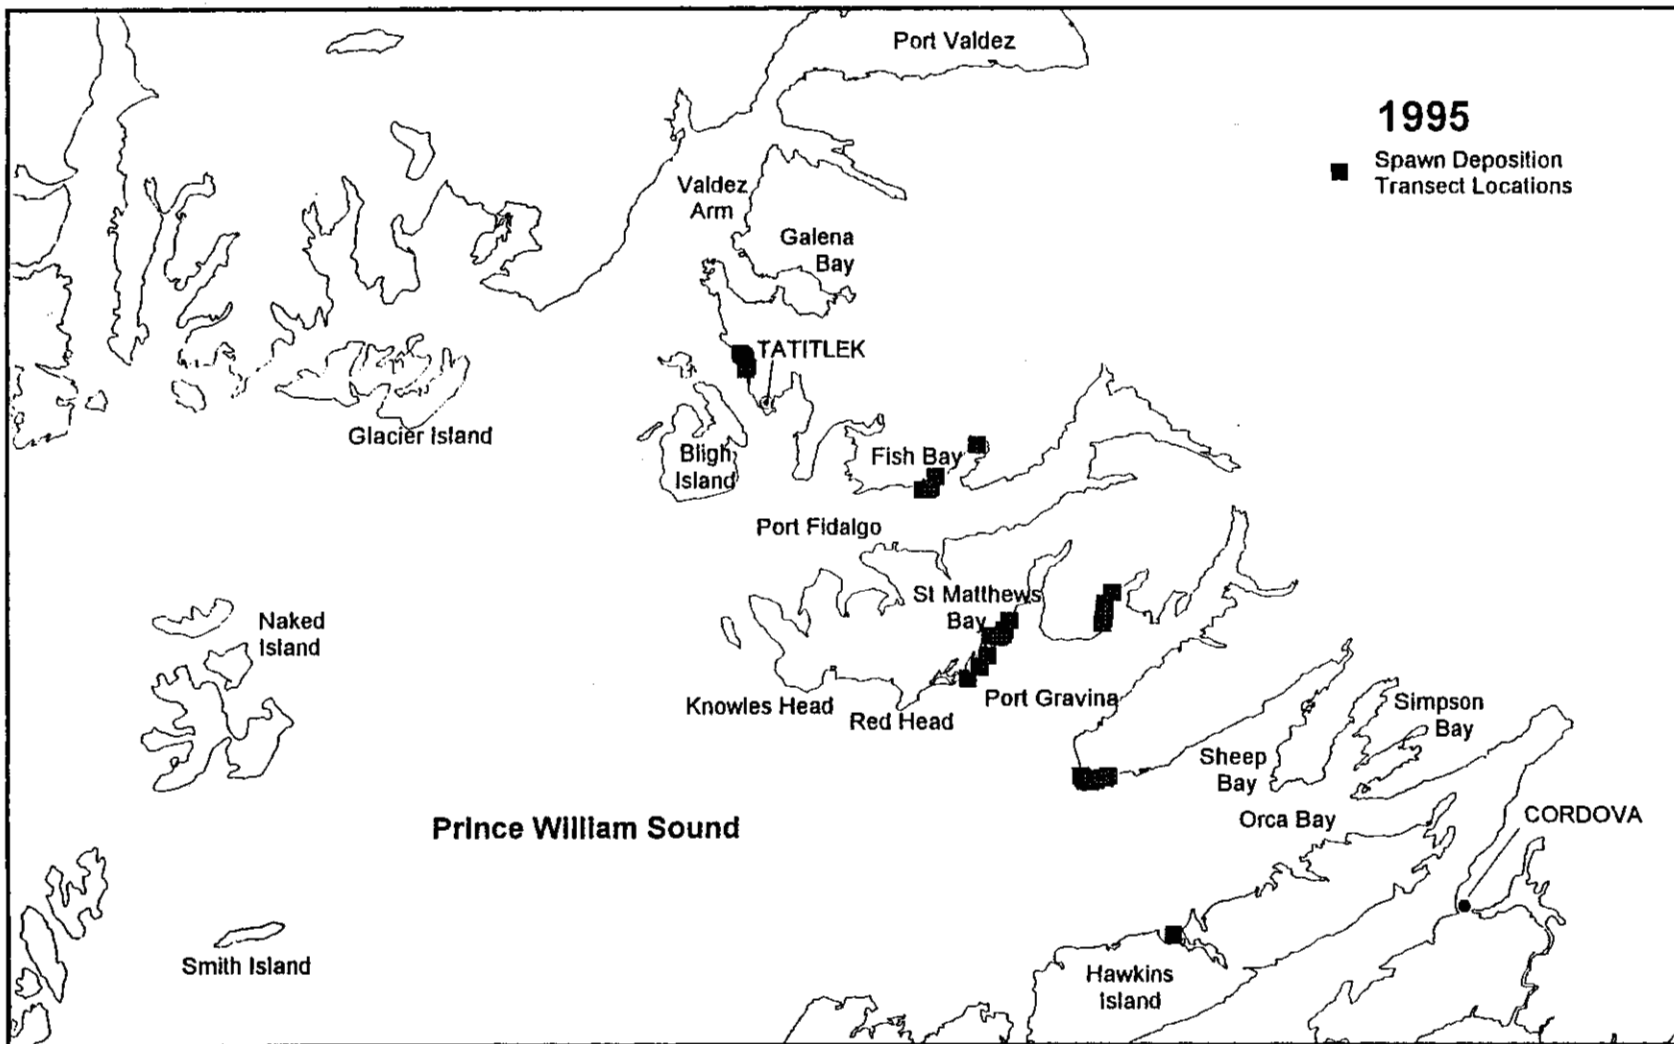 Port Valdez
1995
Spawn Deposition
Transect Locations
Valdez
Arm
Galena
Bay
TATITLEK
Glacier Island
Bligh
Island
Fish Bay
Port Fidalgo
St Matthews
Bay
Naked
Island
Knowles Head
Red Head
Port Gravina
Simpson
Bay
Sheep
Bay
Orca Bay
CORDOVA
Prince William Sound
Smith Island
Hawkins
Island